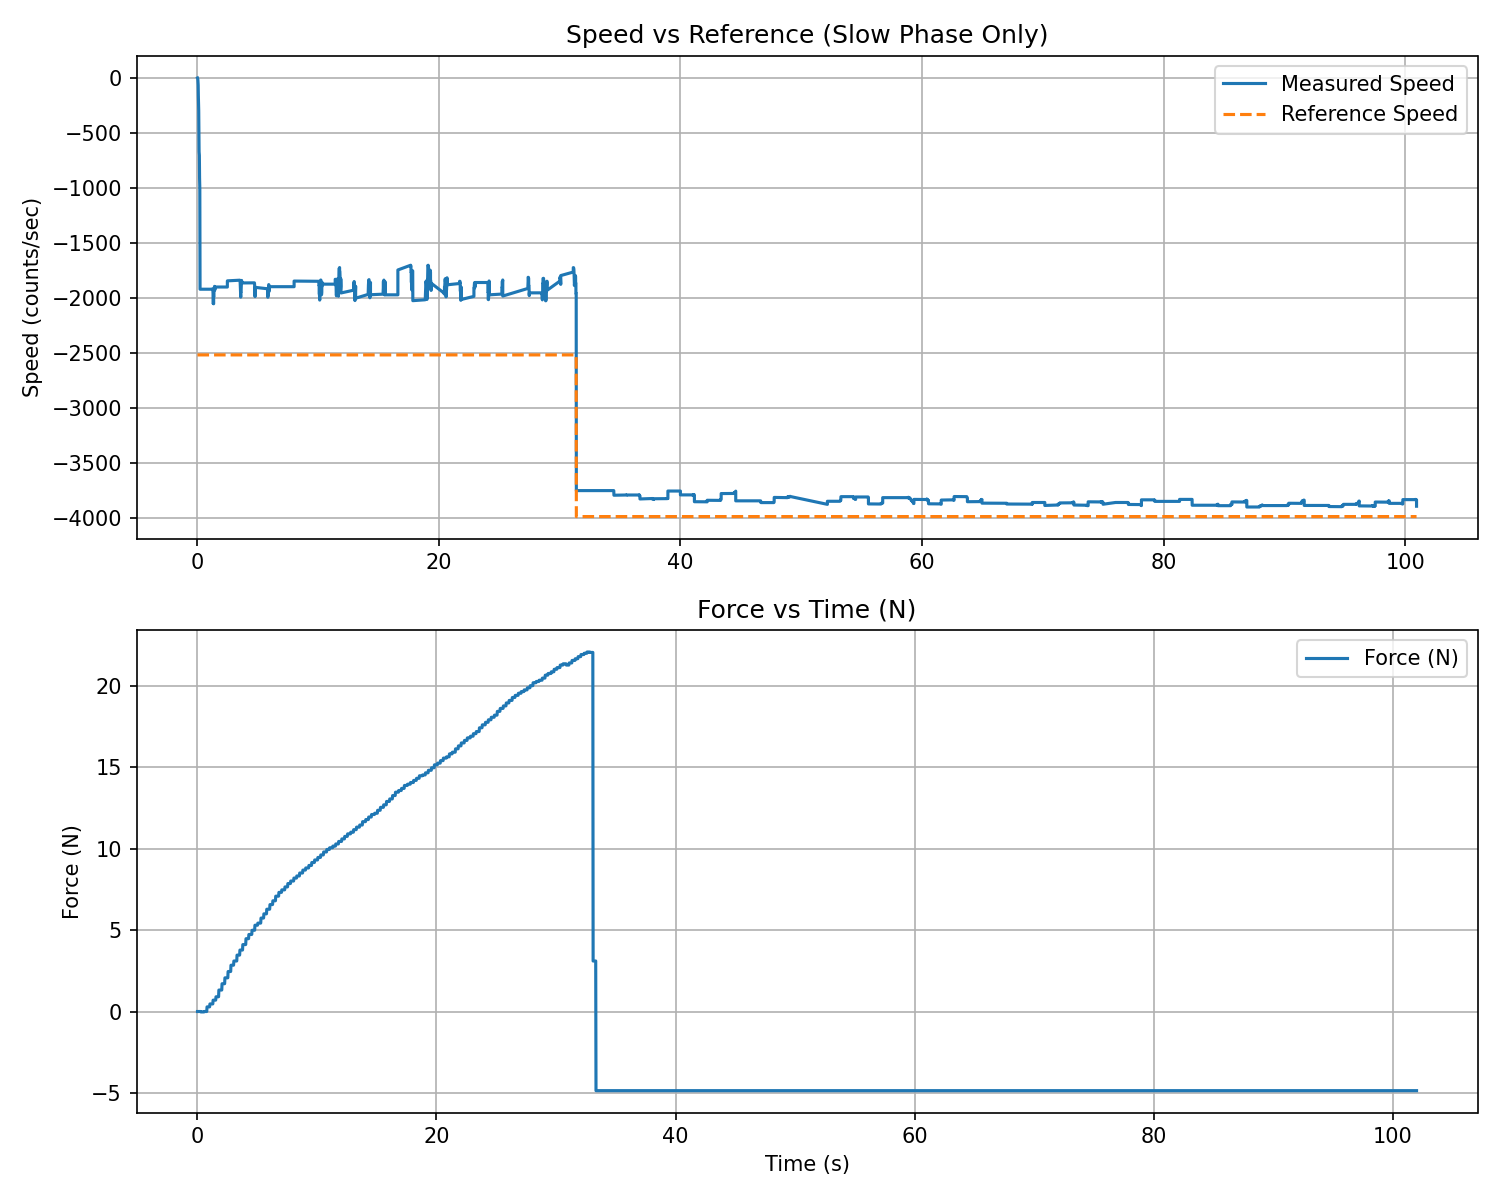 Speed vs Reference (Slow Phase Only)
Speed (counts/sec)
0
−500
−1000
−1500
−2000
−2500
−3000
−3500
−4000
Measured Speed
Reference Speed
0 20 40 60 80 100
Force vs Time (N)
Force (N)
20
15
10
5
0
−5
Force (N)
0 20 40 60 80 100
Time (s)